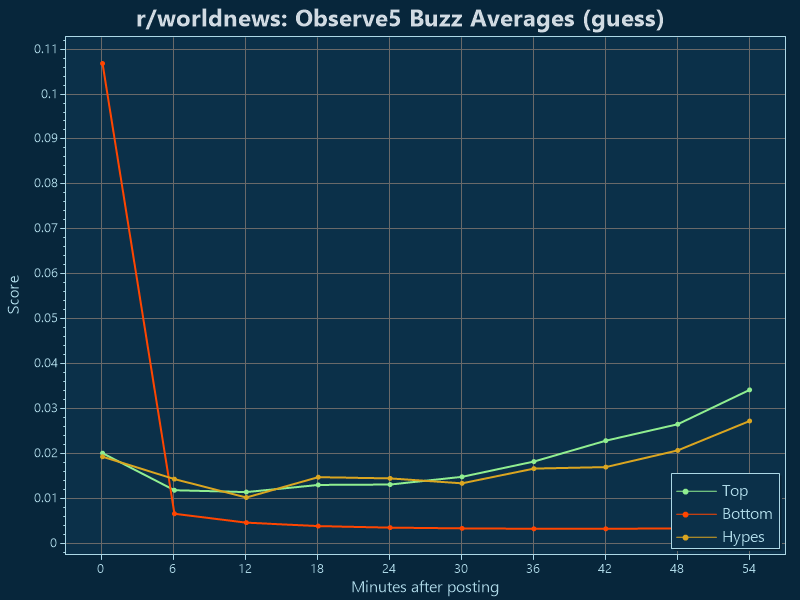 r/worldnews: Observe5 Buzz Averages (guess)
0.11
0.1
0.09
0.08
0.07
0.06
0.05
0.04
0.03
0.02
0.01
0
Score
Top
Bottom
Hypes
0 6 12 18 24 30 36 42 48 54
Minutes after posting